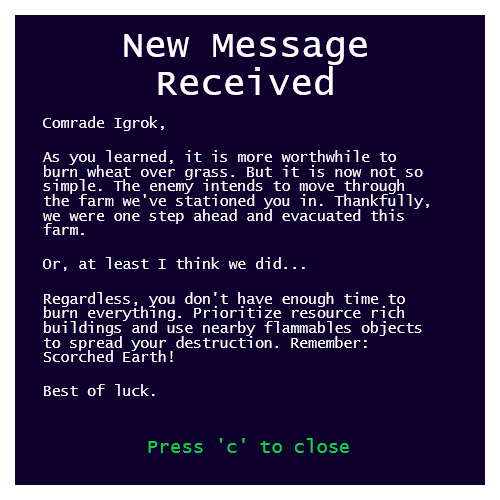 New Message
Received
Comrade Igrok,
As you learned, it is more worthwhile to
burn wheat over grass. But it is now not so
simple. The enemy intends to move through
the farm we've stationed you in. Thankfully,
we were one step ahead and evacuated this
farm.
Or, at least I think we did...
Regardless, you don't have enough time to
burn everything. Prioritize resource rich
buildings and use nearby flammables objects
to spread your destruction. Remember:
Scorched Earth!
Best of luck.
Press 'c' to close